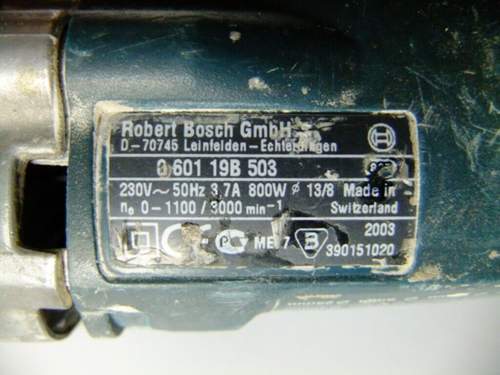 Robert Bosch GmbH
D-70745 Leinfelden-Echterdingen
0 601 19B 503
230V~ 50Hz 3,7A 800W ø 13/8 Made in
n₀ 0-1100/3000 min⁻¹ Switzerland
2003
CE ME 7 B 390151020